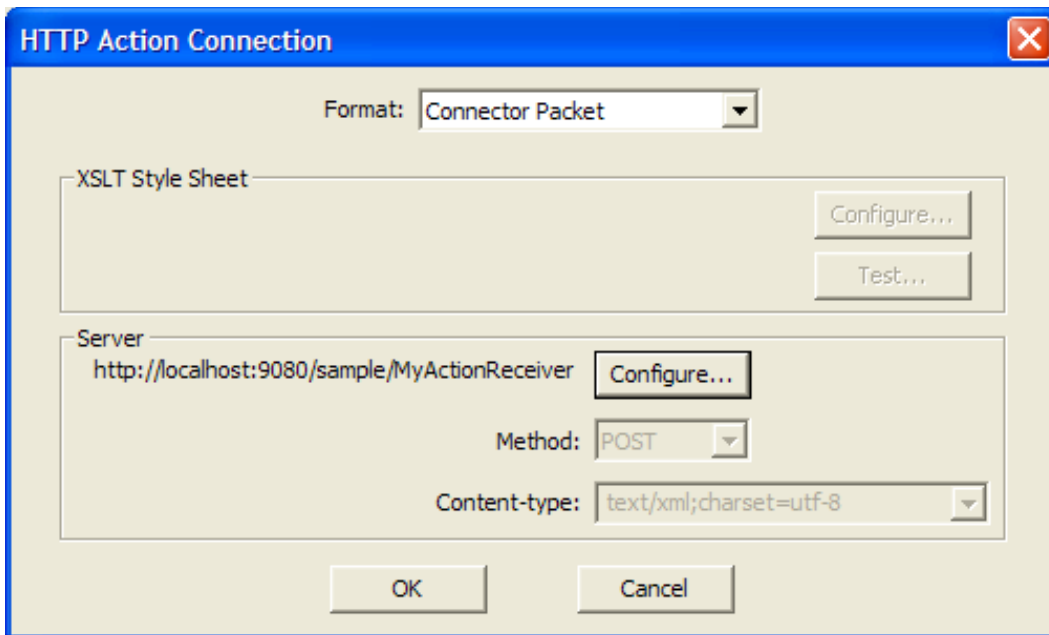 HTTP Action Connection
Format: Connector Packet
XSLT Style Sheet
Configure...
Test...
Server
http://localhost:9080/sample/MyActionReceiver Configure...
Method: POST
Content-type: text/xml;charset=utf-8
OK Cancel